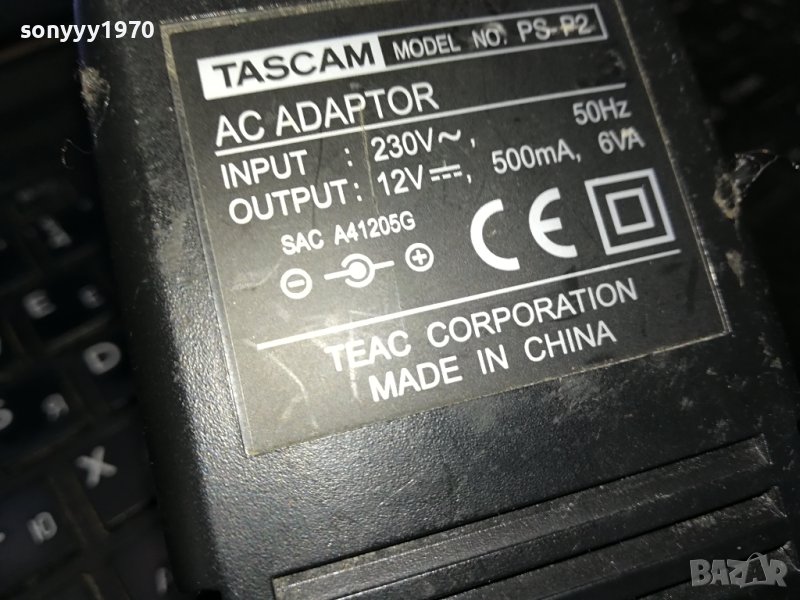 sonyyy1970
TASCAM MODEL NO. PS-P2
AC ADAPTOR
INPUT : 230V~, 50Hz
OUTPUT: 12V⎓, 500mA, 6VA
SAC A41205G
CE
TEAC CORPORATION
MADE IN CHINA
E
Я
X
Ю
BAZAR